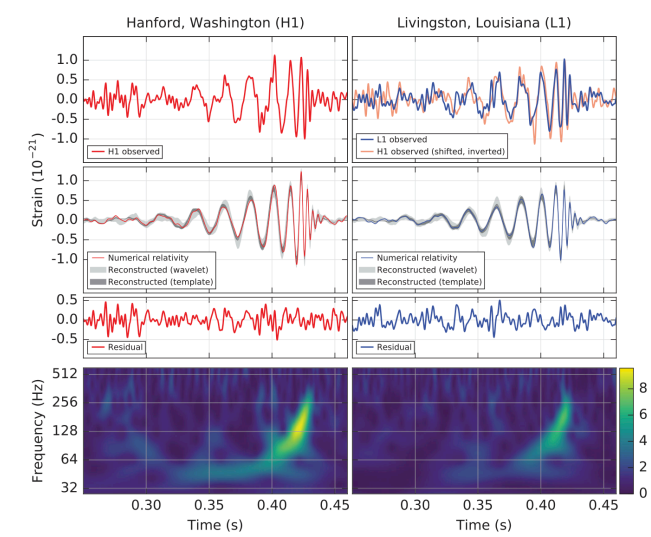 Hanford, Washington (H1)
Livingston, Louisiana (L1)
Strain (10⁻²¹)
1.0
0.5
0.0
-0.5
-1.0
H1 observed
L1 observed
H1 observed (shifted, inverted)
1.0
0.5
0.0
-0.5
-1.0
Numerical relativity
Reconstructed (wavelet)
Reconstructed (template)
Numerical relativity
Reconstructed (wavelet)
Reconstructed (template)
0.5
0.0
-0.5
Residual
Residual
Frequency (Hz)
512
256
128
64
32
8
6
4
2
0
0.30
0.35
0.40
0.45
0.30
0.35
0.40
0.45
Time (s)
Time (s)